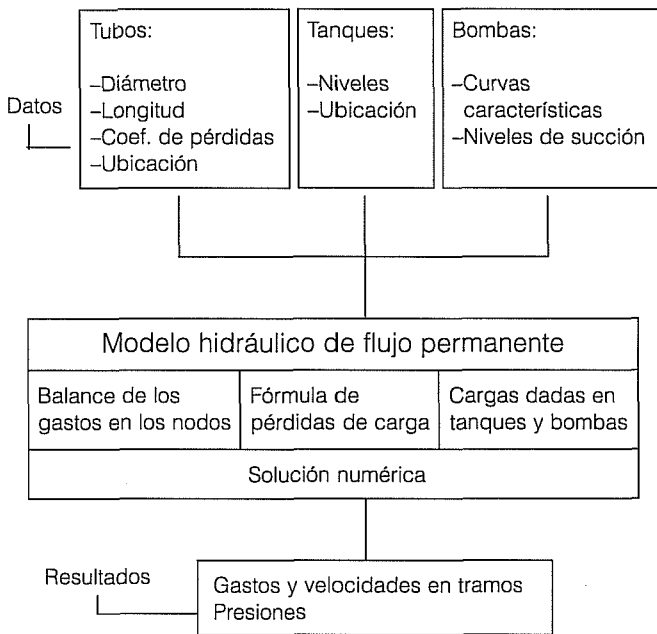 Datos
Tubos:
–Diámetro
–Longitud
–Coef. de pérdidas
–Ubicación
Tanques:
–Niveles
–Ubicación
Bombas:
–Curvas
características
–Niveles de succión
Modelo hidráulico de flujo permanente
Balance de los
gastos en los nodos
Fórmula de
pérdidas de carga
Cargas dadas en
tanques y bombas
Solución numérica
Resultados
Gastos y velocidades en tramos
Presiones